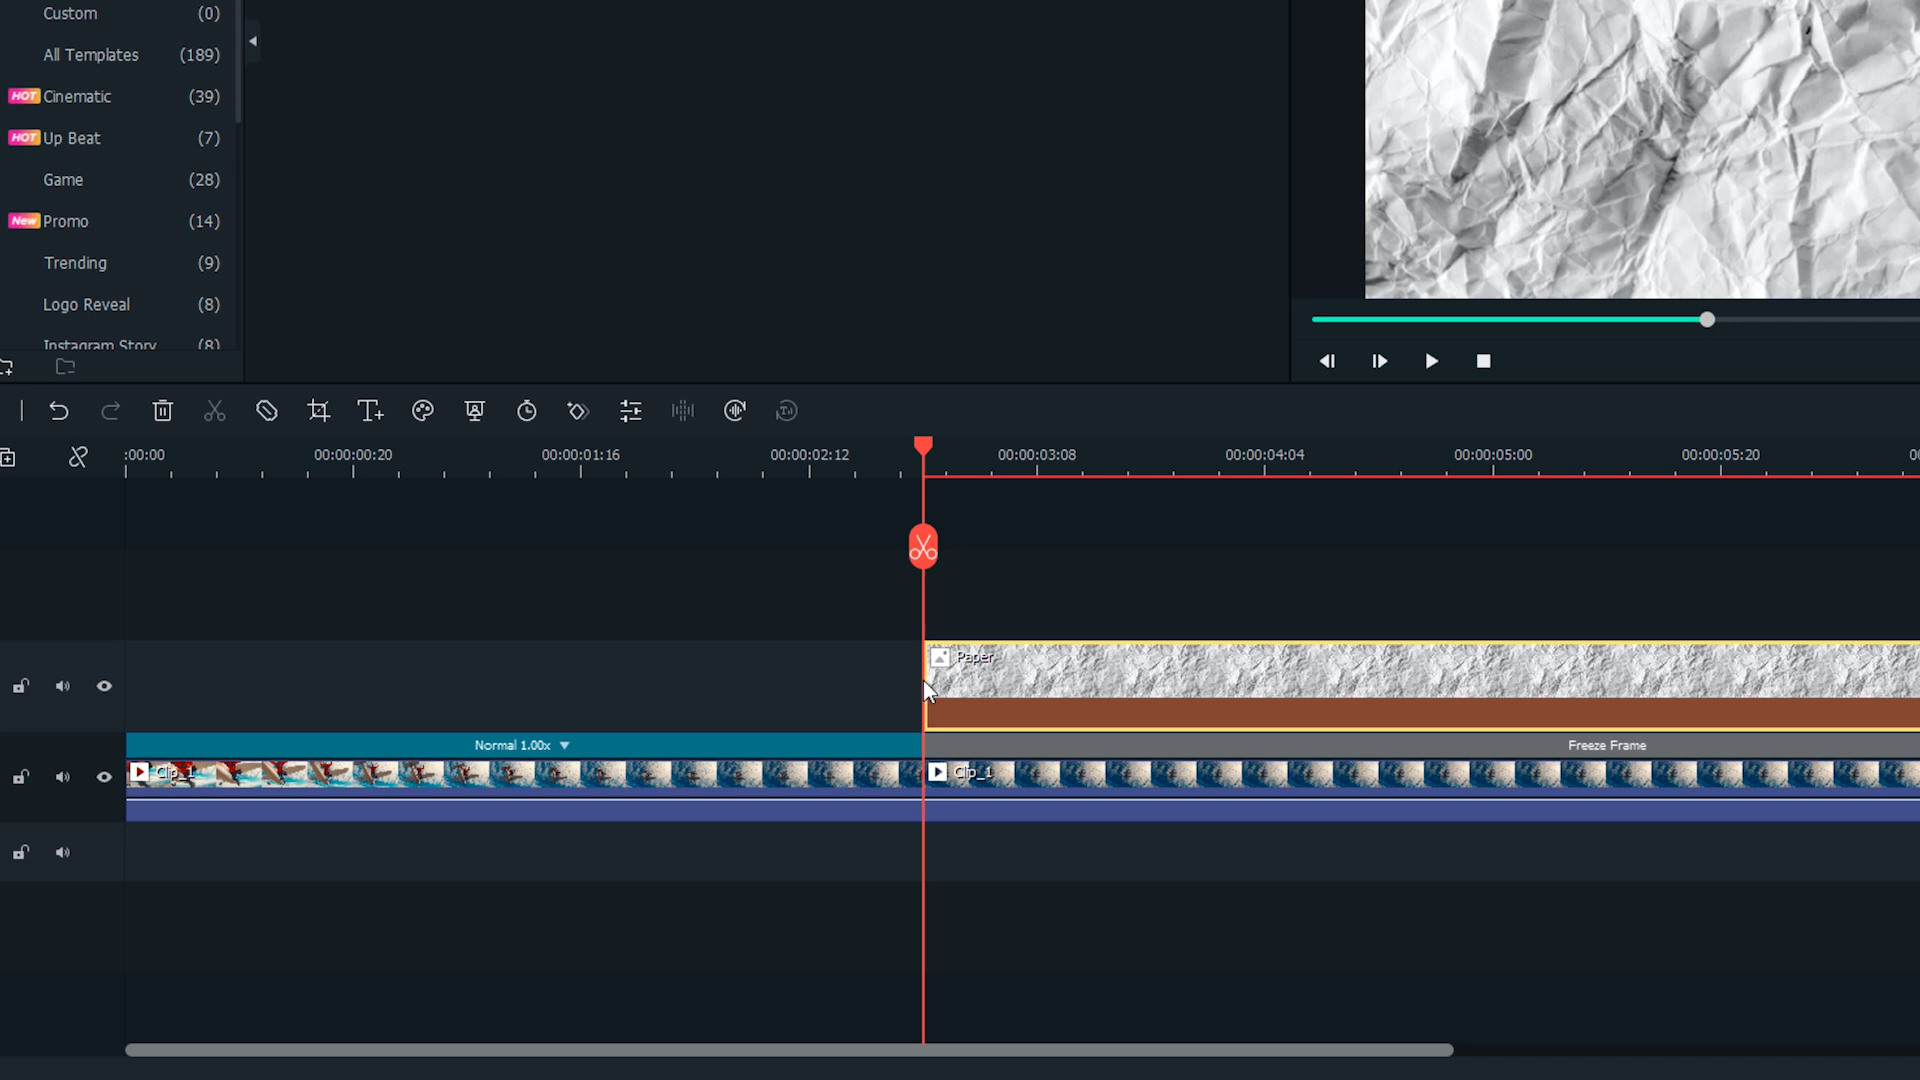 Custom (0)
All Templates (189)
HOT Cinematic (39)
HOT Up Beat (7)
Game (28)
New Promo (14)
Trending (9)
Logo Reveal (8)
Instagram Story (8)
:00:00 00:00:00:20 00:00:01:16 00:00:02:12 00:00:03:08 00:00:04:04 00:00:05:00 00:00:05:20
Paper
Normal 1.00x Freeze Frame
Clip_1 Clip_1